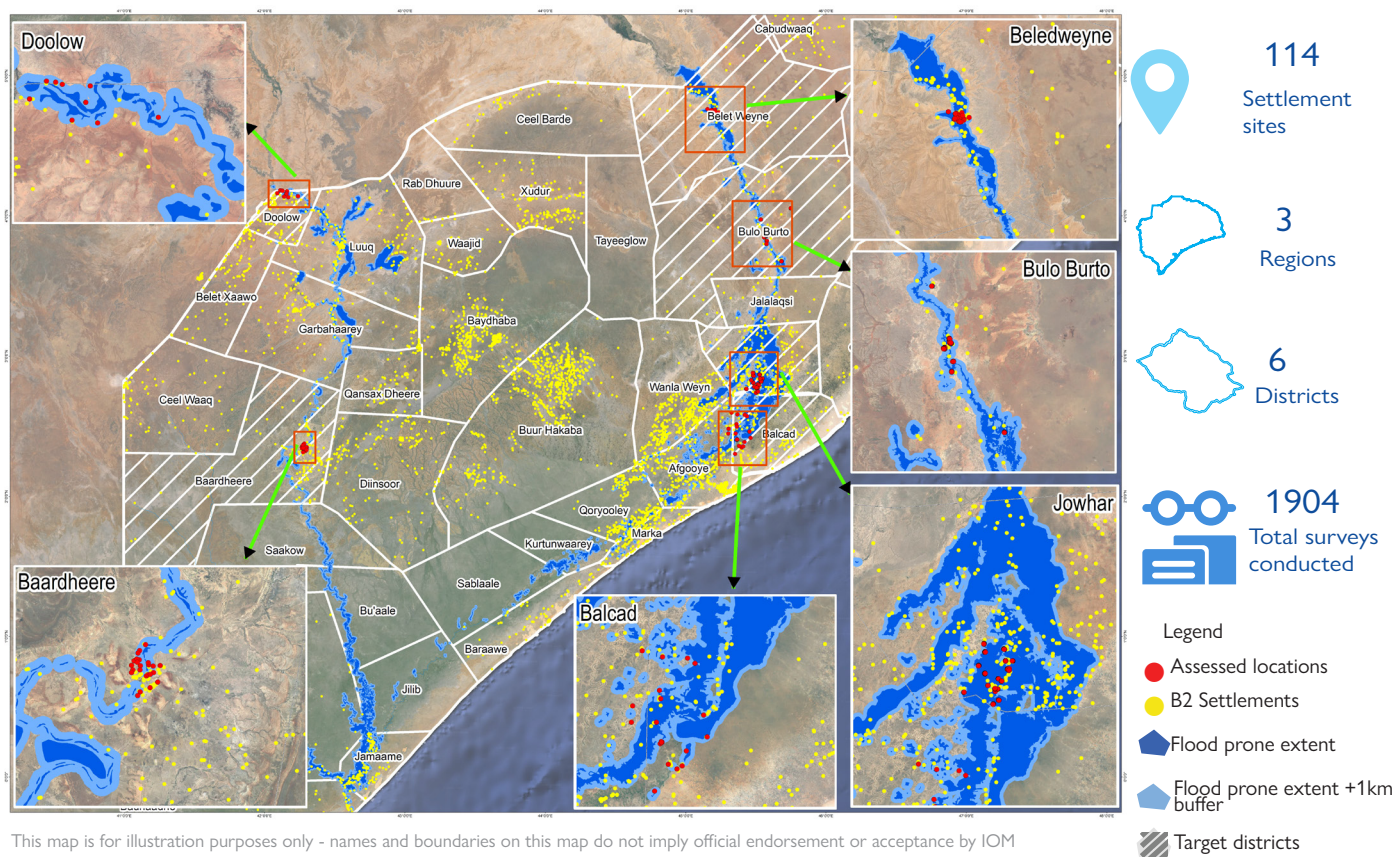 Doolow
Beledweyne
Bulo Burto
Jowhar
Balcad
Baardheere
Cabudwaaq
Ceel Barde
Belet Weyne
Rab Dhuure
Xudur
Doolow
Luuq
Waajid
Tayeeglow
Bulo Burto
Belet Xaawo
Jalalaqsi
Garbahaarey
Baydhaba
Ceel Waaq
Qansax Dheere
Wanla Weyn
Buur Hakaba
Balcad
Baardheere
Diinsoor
Afgooye
Qoryooley
Marka
Saakow
Kurtunwaarey
Sablaale
Bu'aale
Baraawe
Jilib
Jamaame
114
Settlement
sites
3
Regions
6
Districts
1904
Total surveys
conducted
Legend
Assessed locations
B2 Settlements
Flood prone extent
Flood prone extent +1km
buffer
Target districts
This map is for illustration purposes only - names and boundaries on this map do not imply official endorsement or acceptance by IOM